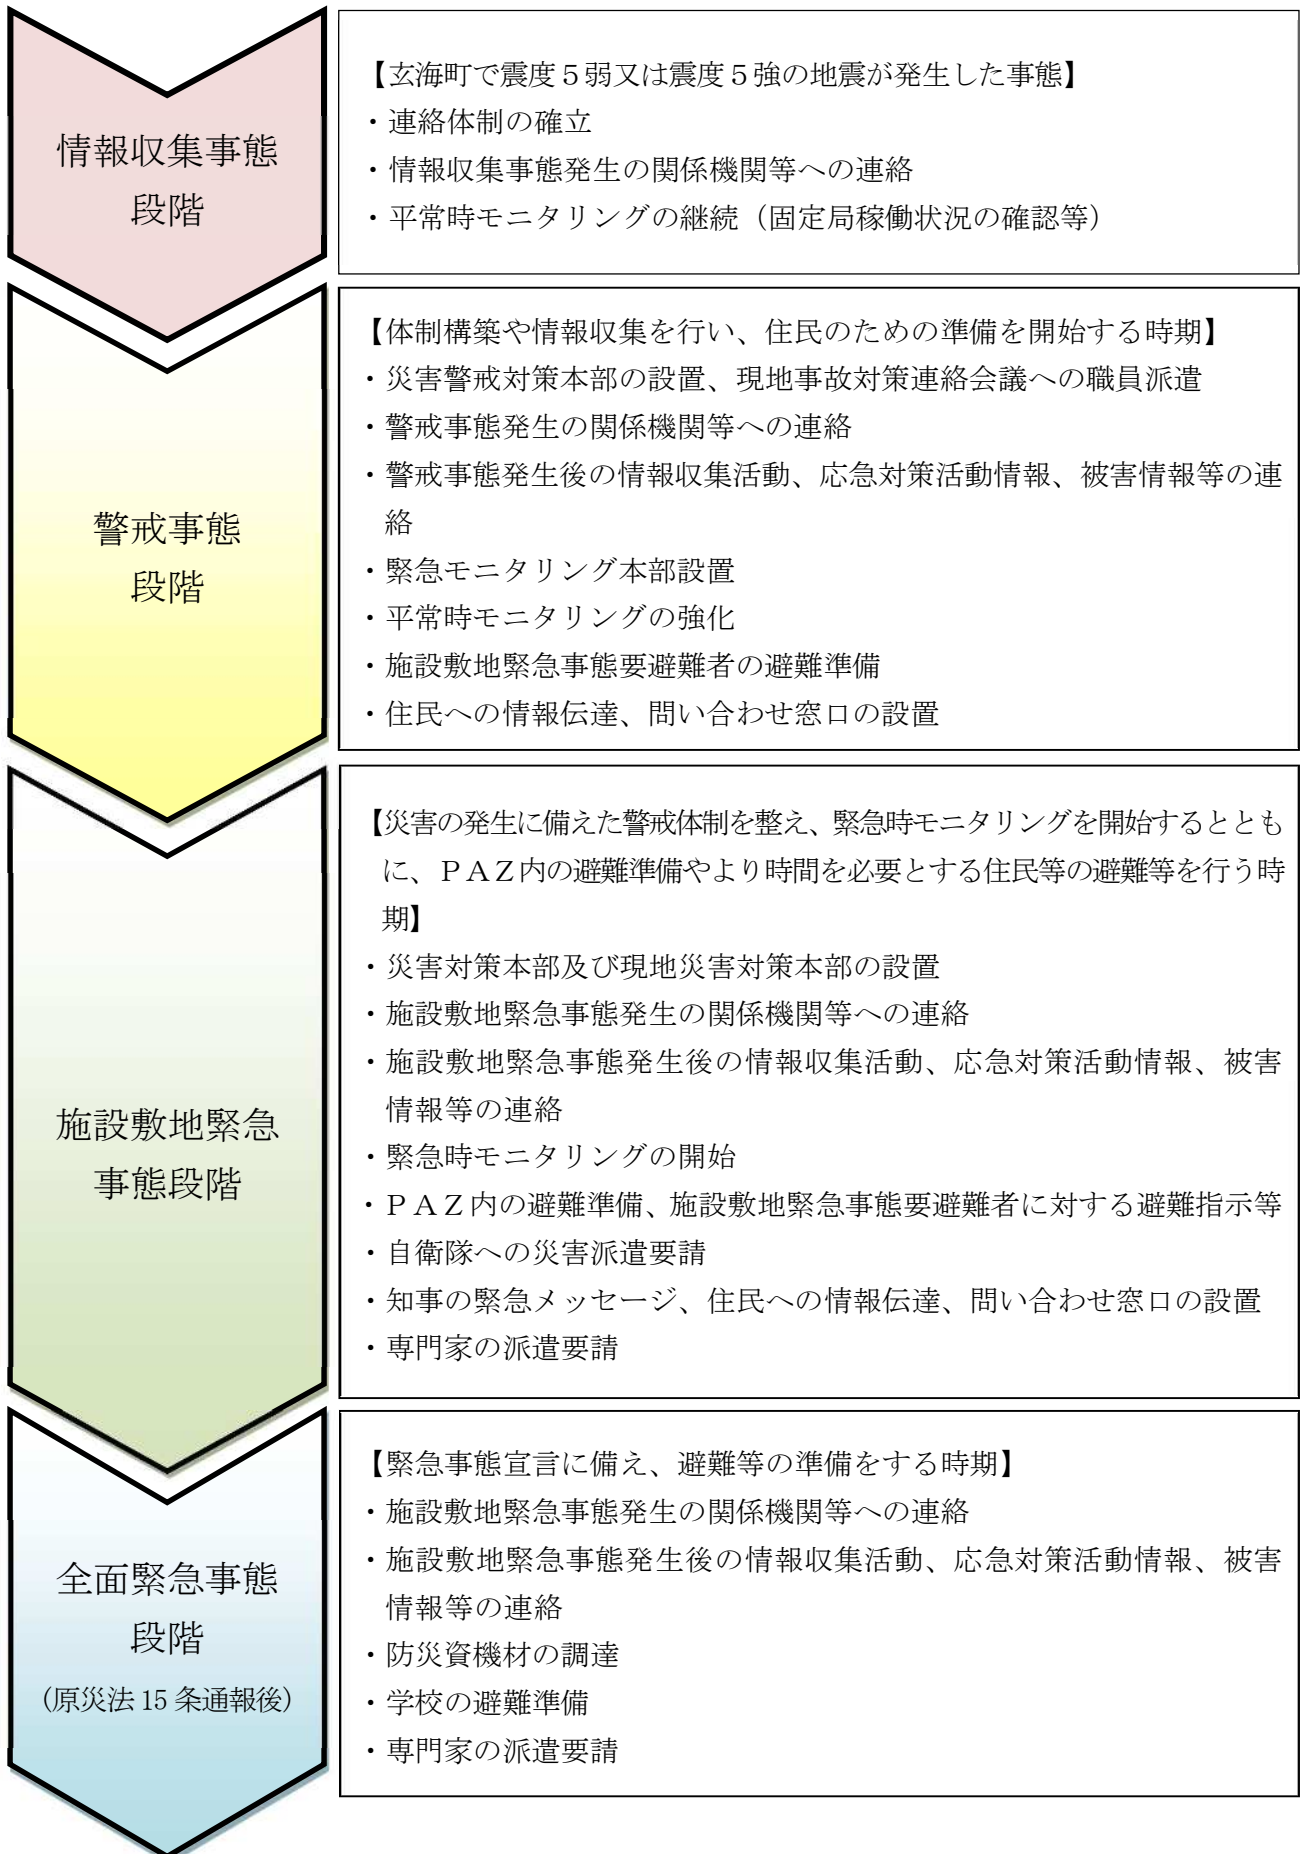 情報収集事態
段階
【玄海町で震度５弱又は震度５強の地震が発生した事態】
・連絡体制の確立
・情報収集事態発生の関係機関等への連絡
・平常時モニタリングの継続（固定局稼働状況の確認等）
警戒事態
段階
【体制構築や情報収集を行い、住民のための準備を開始する時期】
・災害警戒対策本部の設置、現地事故対策連絡会議への職員派遣
・警戒事態発生の関係機関等への連絡
・警戒事態発生後の情報収集活動、応急対策活動情報、被害情報等の連
絡
・緊急モニタリング本部設置
・平常時モニタリングの強化
・施設敷地緊急事態要避難者の避難準備
・住民への情報伝達、問い合わせ窓口の設置
施設敷地緊急
事態段階
【災害の発生に備えた警戒体制を整え、緊急時モニタリングを開始するととも
に、ＰＡＺ内の避難準備やより時間を必要とする住民等の避難等を行う時
期】
・災害対策本部及び現地災害対策本部の設置
・施設敷地緊急事態発生の関係機関等への連絡
・施設敷地緊急事態発生後の情報収集活動、応急対策活動情報、被害
情報等の連絡
・緊急時モニタリングの開始
・ＰＡＺ内の避難準備、施設敷地緊急事態要避難者に対する避難指示等
・自衛隊への災害派遣要請
・知事の緊急メッセージ、住民への情報伝達、問い合わせ窓口の設置
・専門家の派遣要請
全面緊急事態
段階
（原災法 15 条通報後）
【緊急事態宣言に備え、避難等の準備をする時期】
・施設敷地緊急事態発生の関係機関等への連絡
・施設敷地緊急事態発生後の情報収集活動、応急対策活動情報、被害
情報等の連絡
・防災資機材の調達
・学校の避難準備
・専門家の派遣要請